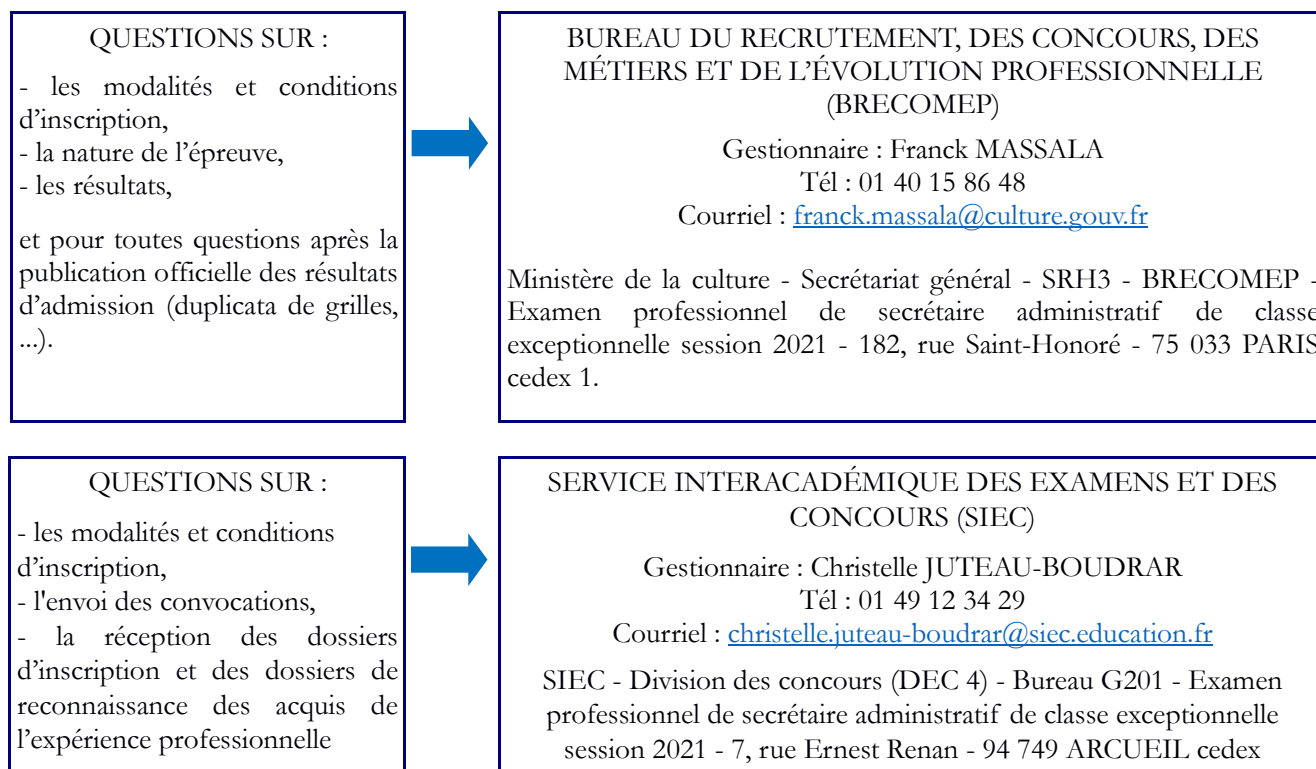 QUESTIONS SUR :
- les modalités et conditions
d’inscription,
- la nature de l’épreuve,
- les résultats,
et pour toutes questions après la
publication officielle des résultats
d’admission (duplicata de grilles,
...).
BUREAU DU RECRUTEMENT, DES CONCOURS, DES
MÉTIERS ET DE L’ÉVOLUTION PROFESSIONNELLE
(BRECOMEP)
Gestionnaire : Franck MASSALA
Tél : 01 40 15 86 48
Courriel : franck.massala@culture.gouv.fr
Ministère de la culture - Secrétariat général - SRH3 - BRECOMEP -
Examen professionnel de secrétaire administratif de classe
exceptionnelle session 2021 - 182, rue Saint-Honoré - 75 033 PARIS
cedex 1.
QUESTIONS SUR :
- les modalités et conditions
d’inscription,
- l'envoi des convocations,
- la réception des dossiers
d’inscription et des dossiers de
reconnaissance des acquis de
l’expérience professionnelle
SERVICE INTERACADÉMIQUE DES EXAMENS ET DES
CONCOURS (SIEC)
Gestionnaire : Christelle JUTEAU-BOUDRAR
Tél : 01 49 12 34 29
Courriel : christelle.juteau-boudrar@siec.education.fr
SIEC - Division des concours (DEC 4) - Bureau G201 - Examen
professionnel de secrétaire administratif de classe exceptionnelle
session 2021 - 7, rue Ernest Renan - 94 749 ARCUEIL cedex